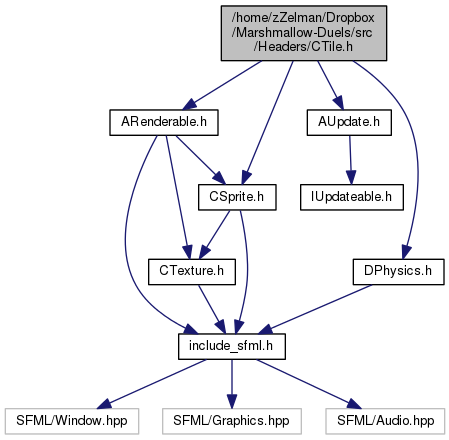 /home/zZelman/Dropbox
/Marshmallow-Duels/src
/Headers/CTile.h
ARenderable.h
AUpdate.h
CSprite.h
IUpdateable.h
CTexture.h
DPhysics.h
include_sfml.h
SFML/Window.hpp
SFML/Graphics.hpp
SFML/Audio.hpp